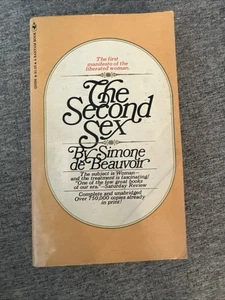 The first
manifesto of the
liberated woman.
The
Second
Sex
By Simone
de Beauvoir
The subject is Woman—
and the treatment is fascinating!
"One of the few great books
of our era."—Saturday Review
Complete and unabridged
Over 750,000 copies already
in print!